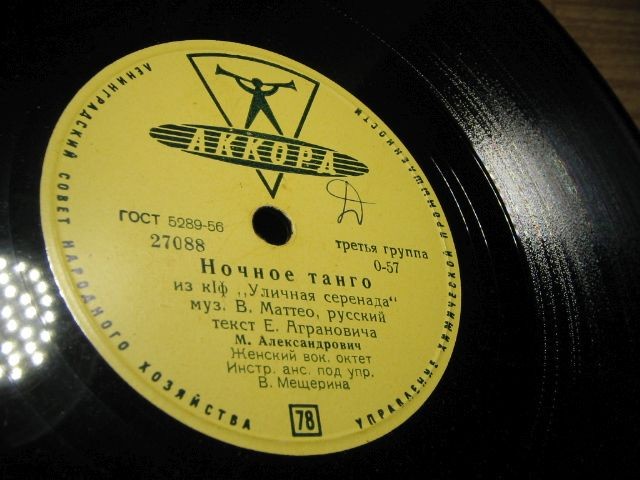 ЛЕНИНГРАДСКИЙ СОВЕТ НАРОДНОГО ХОЗЯЙСТВА
УПРАВЛЕНИЕ ХИМИЧЕСКОЙ ПРОМЫШЛЕННОСТИ
АККОРД
ГОСТ 5289-56
27088
третья группа
0-57
Ночное танго
из к|ф „Уличная серенада“
муз. В. Маттео, русский
текст Е. Аграновича
М. Александрович
Женский вок. октет
Инстр. анс. под упр.
В. Мещерина
78